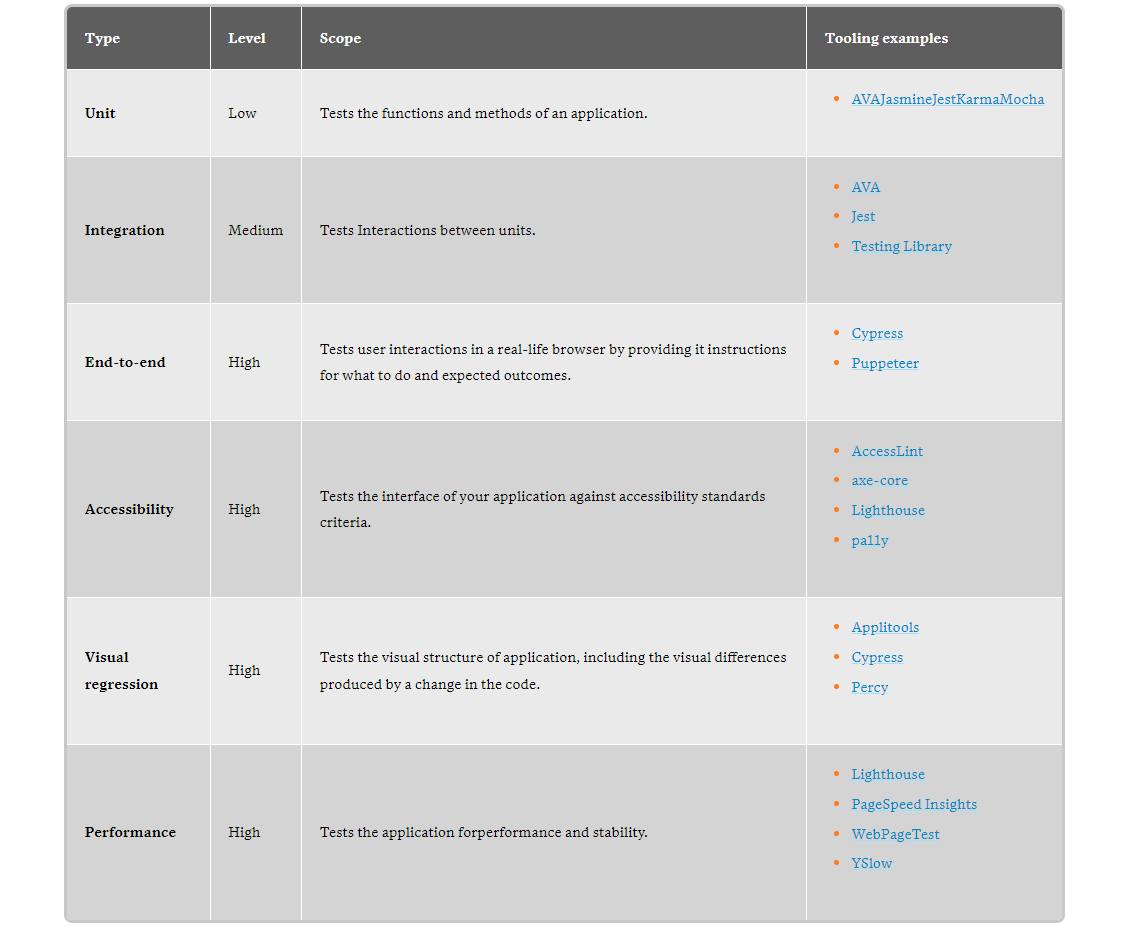 Type Level Scope Tooling examples
AVAJasmineJestKarmaMocha
Unit Low Tests the functions and methods of an application.
AVA
Jest
Integration Medium Tests Interactions between units.
Testing Library
Cypress
Tests user interactions in a real-life browser by providing it instructions
End-to-end High
Puppeteer
for what to do and expected outcomes.
AccessLint
axe-core
Tests the interface of your application against accessibility standards
Accessibility High
Lighthouse
criteria.
pa11y
Applitools
Visual
Tests the visual structure of application, including the visual differences
Cypress
High
regression
produced by a change in the code.
Percy
Lighthouse
PageSpeed Insights
Performance High Tests the application forperformance and stability.
WebPageTest
YSlow